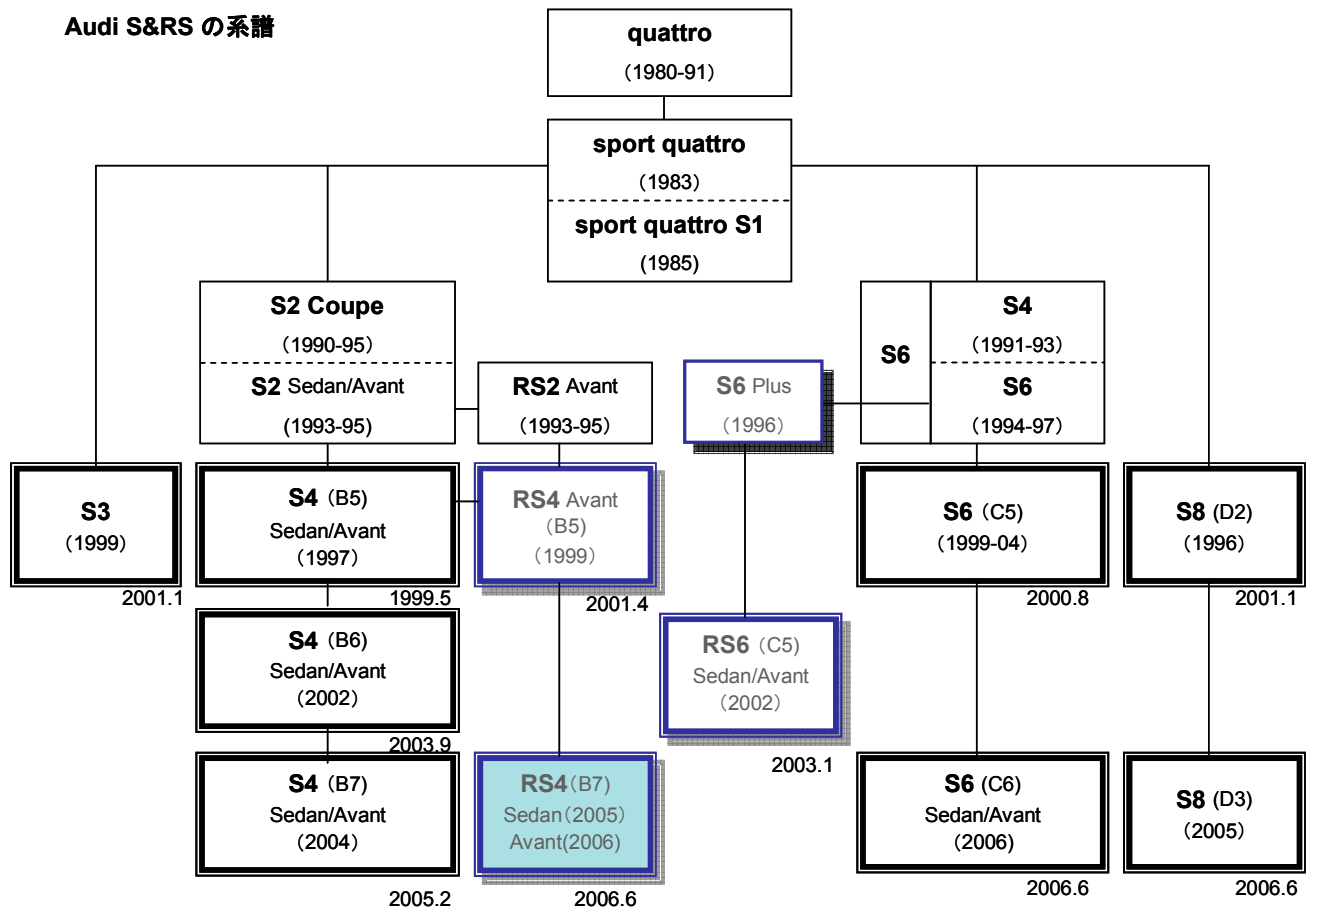 Audi S&RS の系譜
quattro
（1980-91）
sport quattro
（1983）
sport quattro S1
(1985)
S2 Coupe
（1990-95）
S2 Sedan/Avant
(1993-95)
RS2 Avant
（1993-95）
S6 Plus
（1996）
S6
S4
（1991-93）
S6
（1994-97）
S3
（1999）
2001.1
S4（B5）
Sedan/Avant
（1997）
1999.5
RS4 Avant
（B5）
（1999）
2001.4
S6（C5）
（1999-04）
2000.8
S8 (D2)
（1996）
2001.1
S4（B6）
Sedan/Avant
（2002）
2003.9
RS6（C5）
Sedan/Avant
（2002）
2003.1
S4（B7）
Sedan/Avant
（2004）
2005.2
RS4（B7）
Sedan（2005）
Avant(2006)
2006.6
S6（C6）
Sedan/Avant
（2006）
2006.6
S8 (D3)
（2005）
2006.6